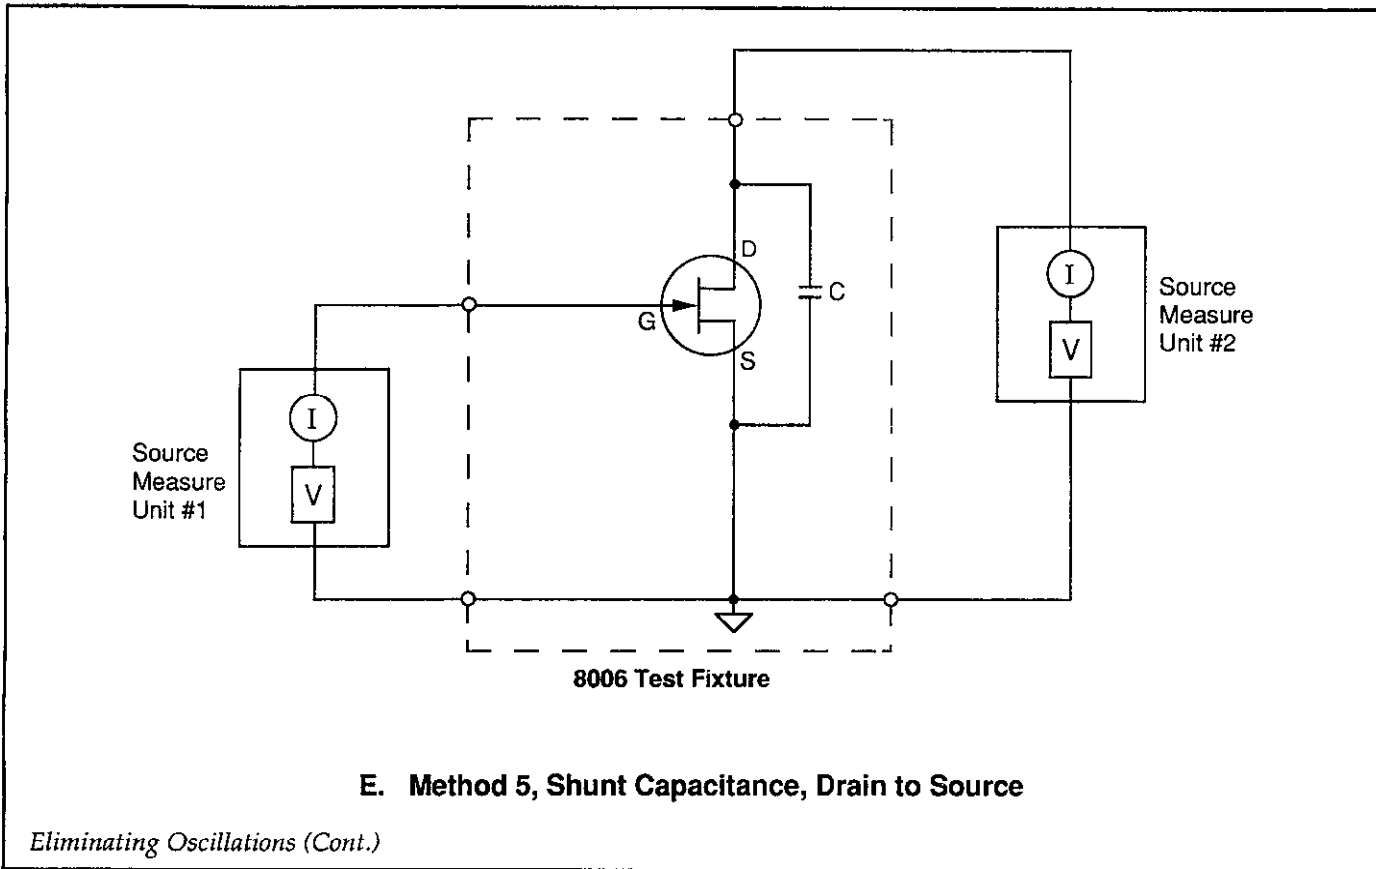 D
I
C
Source
Measure
Unit #2
G
V
S
I
Source
Measure
Unit #1
V
8006 Test Fixture
E. Method 5, Shunt Capacitance, Drain to Source
Eliminating Oscillations (Cont.)